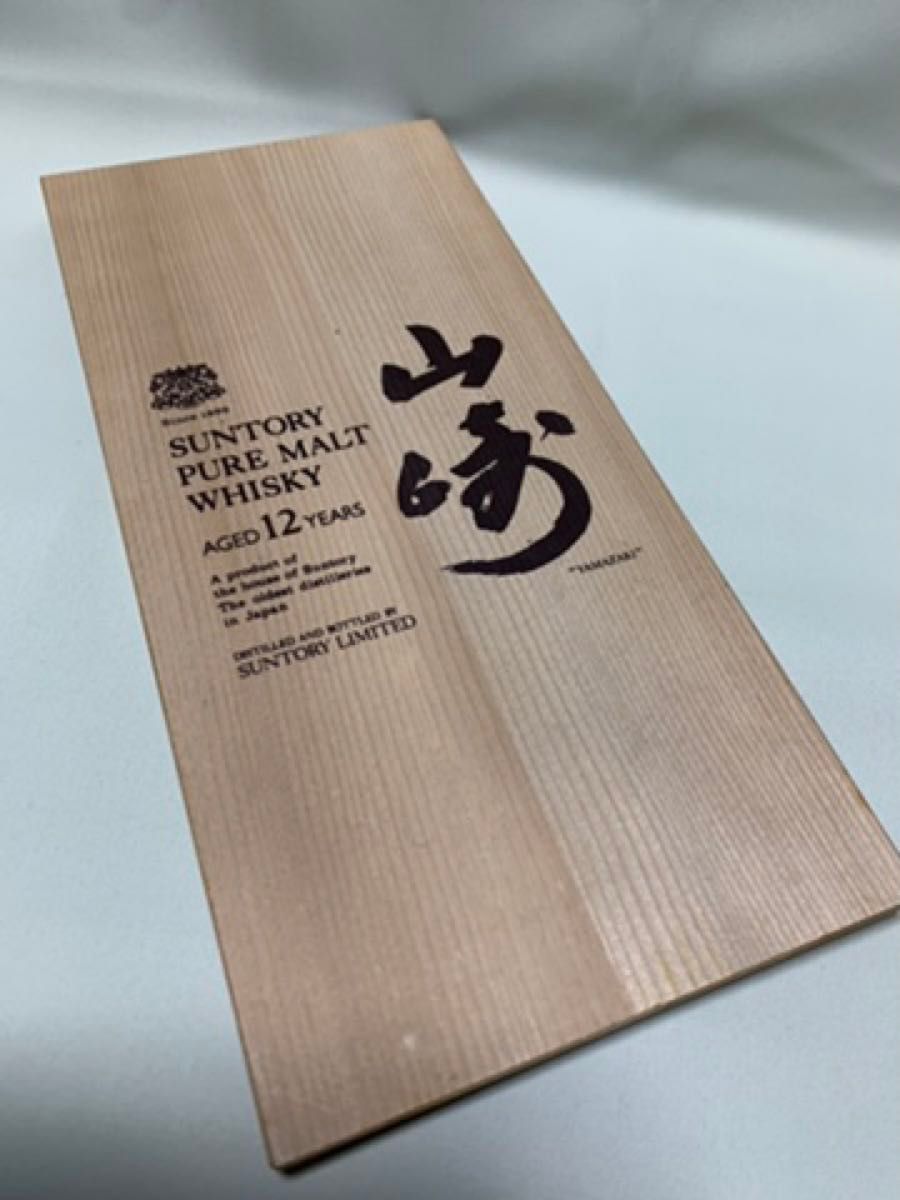 Since 1899
SUNTORY
PURE MALT
WHISKY
AGED 12 YEARS
A product of
the house of Suntory
The oldest distilleries
in Japan
DISTILLED AND BOTTLED BY
SUNTORY LIMITED
山崎
"YAMAZAKI"